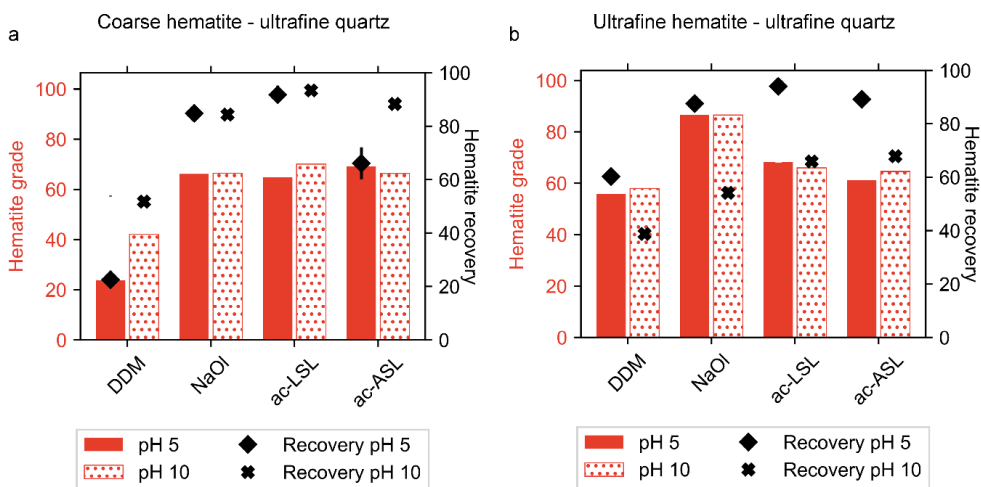 Coarse hematite - ultrafine quartz
a
Hematite grade
100
80
60
40
20
0
100
80
60
40
20
0
Hematite recovery
DDM
NaOl
ac-LSL
ac-ASL
pH 5
Recovery pH 5
pH 10
Recovery pH 10
Ultrafine hematite - ultrafine quartz
b
Hematite grade
100
80
60
40
20
0
100
80
60
40
20
0
Hematite recovery
DDM
NaOl
ac-LSL
ac-ASL
pH 5
Recovery pH 5
pH 10
Recovery pH 10